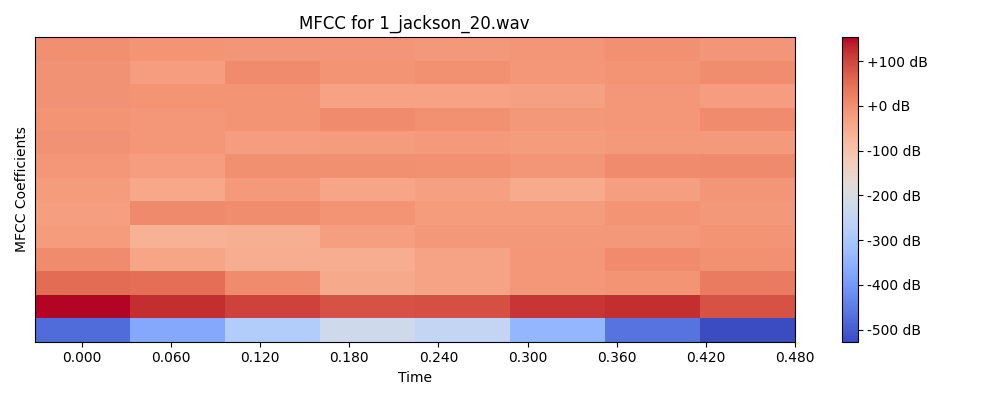 MFCC for 1_jackson_20.wav
MFCC Coefficients
0.000 0.060 0.120 0.180 0.240 0.300 0.360 0.420 0.480
Time
+100 dB
+0 dB
-100 dB
-200 dB
-300 dB
-400 dB
-500 dB